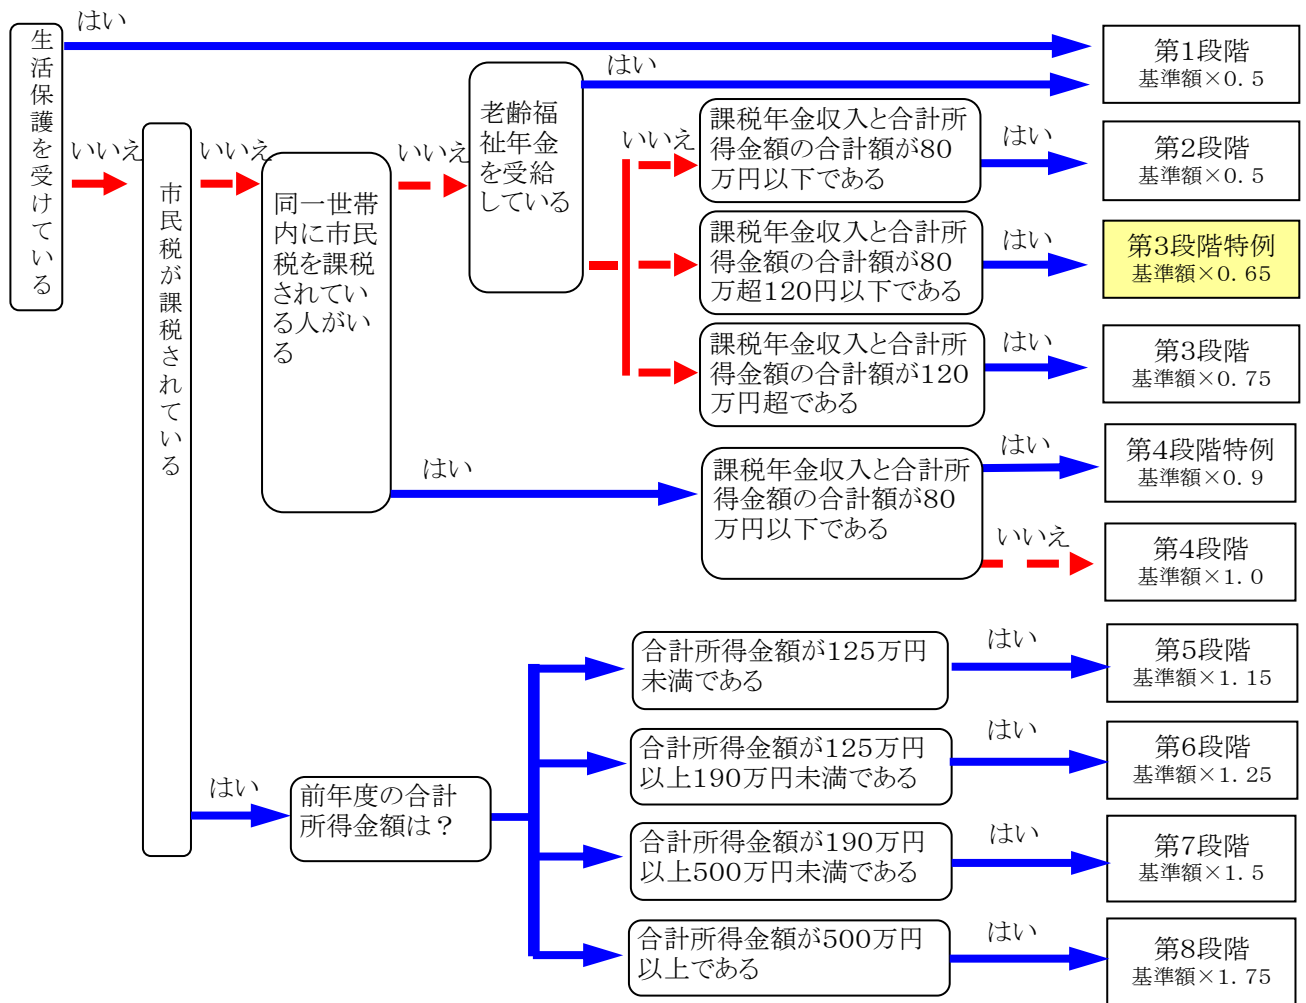 はい
生活保護を受けている
第1段階
基準額×0.5
はい
老齢福
祉年金
を受給
している
いいえ
市民税が課税されている
いいえ
同一世帯
内に市民
税を課税
されてい
る人がい
る
いいえ
いいえ
課税年金収入と合計所
得金額の合計額が80
万円以下である
はい
第2段階
基準額×0.5
課税年金収入と合計所
得金額の合計額が80
万超120円以下である
はい
第3段階特例
基準額×0.65
課税年金収入と合計所
得金額の合計額が120
万円超である
はい
第3段階
基準額×0.75
はい
課税年金収入と合計所
得金額の合計額が80
万円以下である
はい
第4段階特例
基準額×0.9
いいえ
第4段階
基準額×1.0
はい
前年度の合計
所得金額は？
合計所得金額が125万円
未満である
はい
第5段階
基準額×1.15
合計所得金額が125万円
以上190万円未満である
はい
第6段階
基準額×1.25
合計所得金額が190万円
以上500万円未満である
はい
第7段階
基準額×1.5
合計所得金額が500万円
以上である
はい
第8段階
基準額×1.75